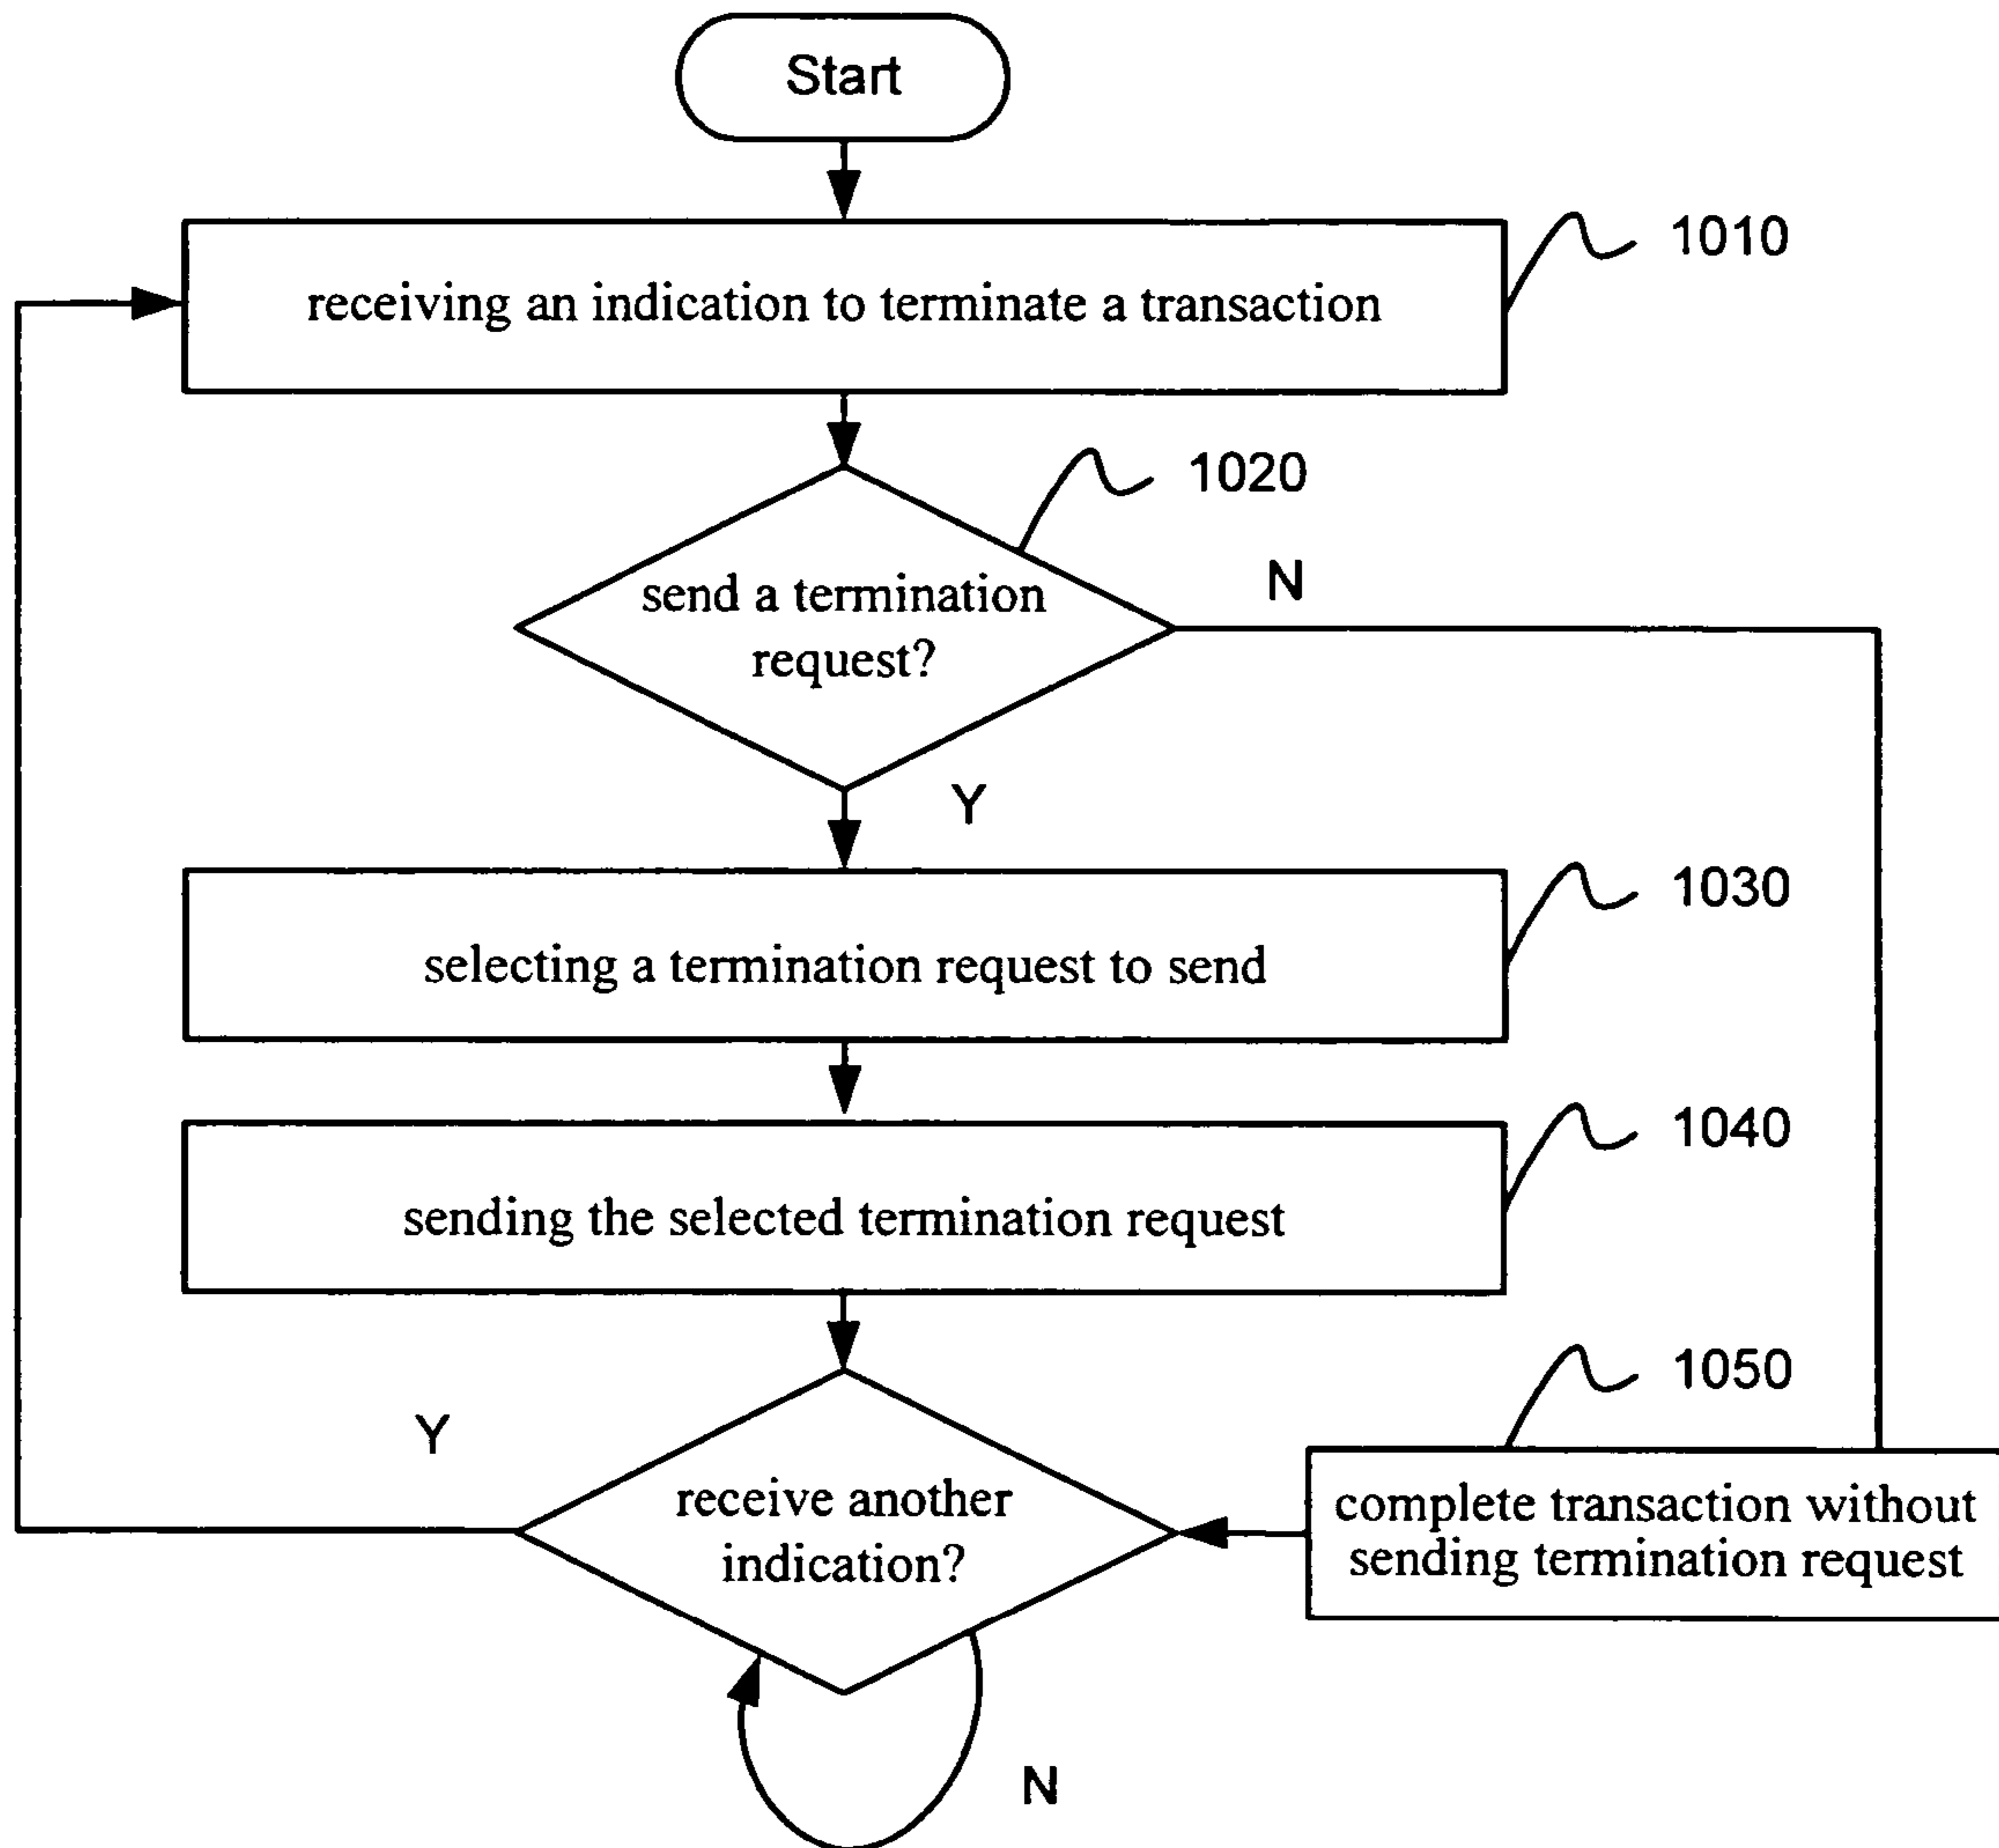 Start
1010
receiving an indication to terminate a transaction
1020
N
send a termination
request?
Y
1030
selecting a termination request to send
1040
sending the selected termination request
1050
Y
receive another
indication?
complete transaction without
sending termination request
N